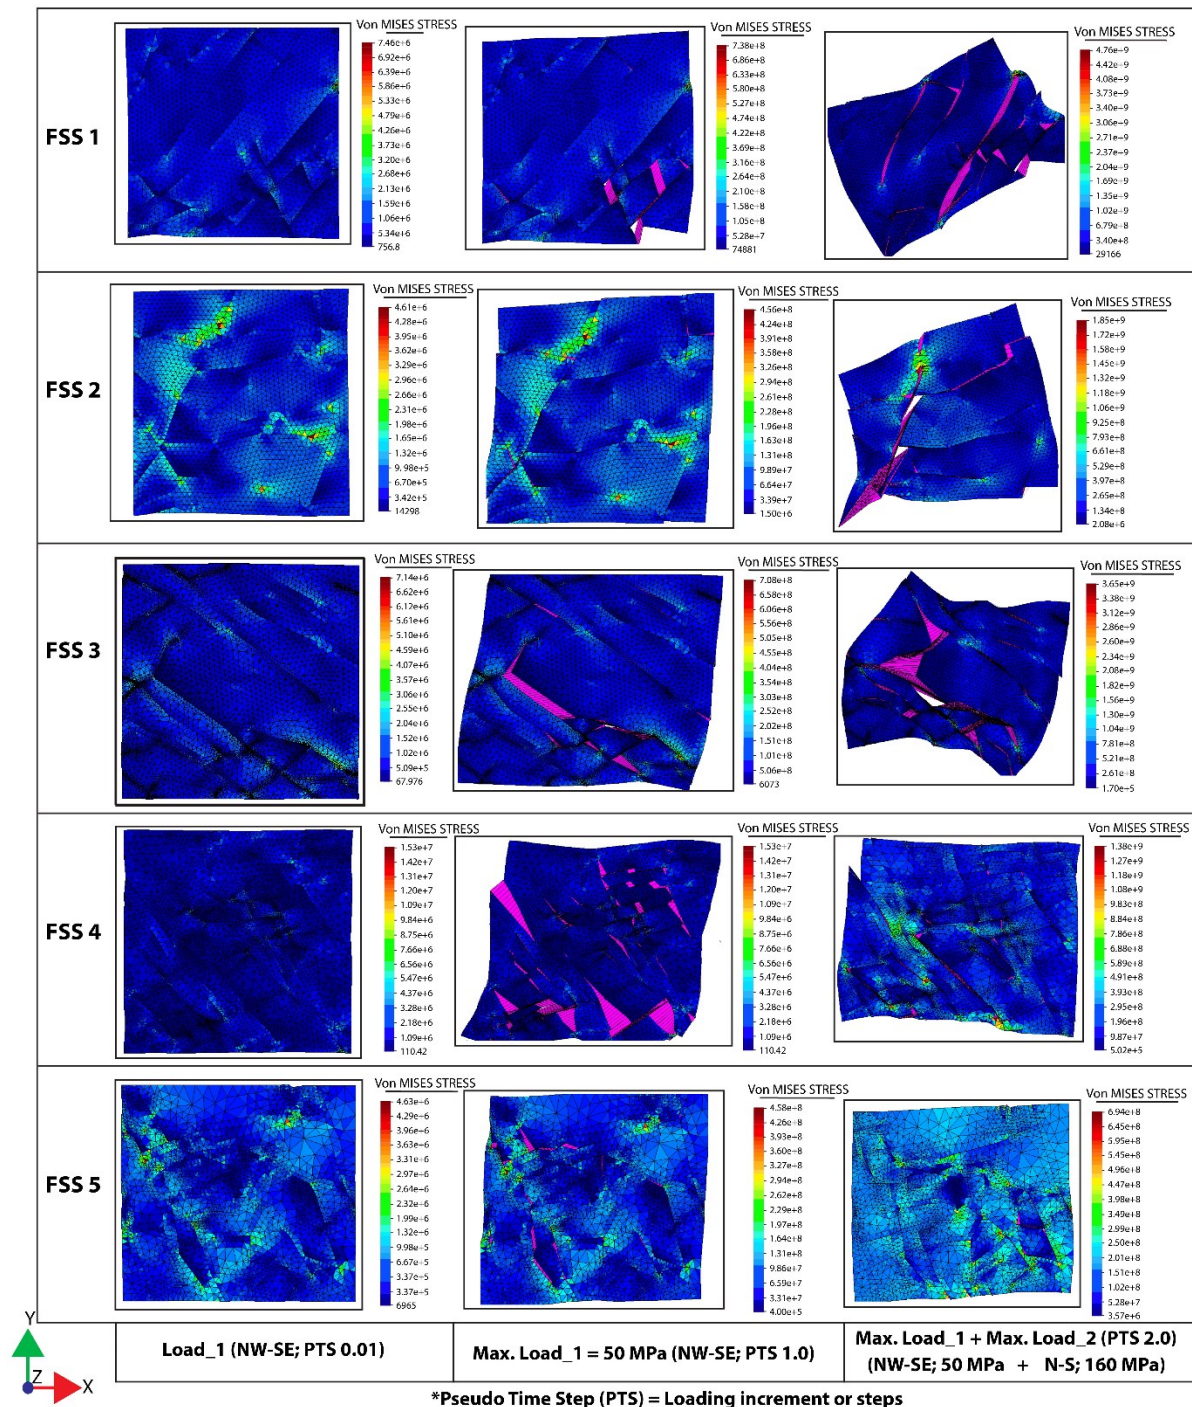 FSS 1
Von MISES STRESS
7.46e+6
6.92e+6
6.39e+6
5.86e+6
5.33e+6
4.79e+6
4.26e+6
3.73e+6
3.20e+6
2.68e+6
2.13e+6
1.59e+6
1.06e+6
5.34e+6
756.8
Von MISES STRESS
7.38e+8
6.86e+8
6.33e+8
5.80e+8
5.27e+8
4.74e+8
4.22e+8
3.69e+8
3.16e+8
2.64e+8
2.10e+8
1.58e+8
1.05e+8
5.28e+7
74881
Von MISES STRESS
4.76e+9
4.42e+9
4.08e+9
3.73e+9
3.40e+9
3.06e+9
2.71e+9
2.37e+9
2.04e+9
1.69e+9
1.35e+9
1.02e+9
6.79e+8
3.40e+8
29166
FSS 2
Von MISES STRESS
4.61e+6
4.28e+6
3.95e+6
3.62e+6
3.29e+6
2.96e+6
2.66e+6
2.31e+6
1.98e+6
1.65e+6
1.32e+6
9.98e+5
6.70e+5
3.42e+5
14298
Von MISES STRESS
4.56e+8
4.24e+8
3.91e+8
3.58e+8
3.26e+8
2.94e+8
2.61e+8
2.28e+8
1.96e+8
1.63e+8
1.31e+8
9.89e+7
6.64e+7
3.39e+7
1.50e+6
Von MISES STRESS
1.85e+9
1.72e+9
1.58e+9
1.45e+9
1.32e+9
1.18e+9
1.06e+9
9.25e+8
7.93e+8
6.61e+8
5.29e+8
3.97e+8
2.65e+8
1.34e+8
2.08e+6
FSS 3
Von MISES STRESS
7.14e+6
6.62e+6
6.12e+6
5.61e+6
5.10e+6
4.59e+6
4.07e+6
3.57e+6
3.06e+6
2.55e+6
2.04e+6
1.52e+6
1.02e+6
5.09e+5
67.976
Von MISES STRESS
7.08e+8
6.58e+8
6.06e+8
5.56e+8
5.05e+8
4.55e+8
4.04e+8
3.54e+8
3.03e+8
2.52e+8
2.02e+8
1.51e+8
1.01e+8
5.06e+8
6073
Von MISES STRESS
3.65e+9
3.38e+9
3.12e+9
2.86e+9
2.60e+9
2.34e+9
2.08e+9
1.82e+9
1.56e+9
1.30e+9
1.04e+9
7.81e+8
5.21e+8
2.61e+8
1.70e+5
FSS 4
Von MISES STRESS
1.53e+7
1.42e+7
1.31e+7
1.20e+7
1.09e+7
9.84e+6
8.75e+6
7.66e+6
6.56e+6
5.47e+6
4.37e+6
3.28e+6
2.18e+6
1.09e+6
110.42
Von MISES STRESS
1.53e+7
1.42e+7
1.31e+7
1.20e+7
1.09e+7
9.84e+6
8.75e+6
7.66e+6
6.56e+6
5.47e+6
4.37e+6
3.28e+6
2.18e+6
1.09e+6
110.42
Von MISES STRESS
1.38e+9
1.27e+9
1.18e+9
1.08e+9
9.83e+8
8.84e+8
7.86e+8
6.88e+8
5.89e+8
4.91e+8
3.93e+8
2.95e+8
1.96e+8
9.87e+7
5.02e+5
FSS 5
Von MISES STRESS
4.63e+6
4.29e+6
3.96e+6
3.63e+6
3.31e+6
2.97e+6
2.64e+6
2.32e+6
1.99e+6
1.32e+6
9.98e+5
6.67e+5
3.37e+5
3.37e+5
6965
Von MISES STRESS
4.58e+8
4.26e+8
3.93e+8
3.60e+8
3.27e+8
2.94e+8
2.62e+8
2.29e+8
1.97e+8
1.64e+8
1.31e+8
9.86e+7
6.59e+7
3.31e+7
4.00e+5
Von MISES STRESS
6.94e+8
6.45e+8
5.95e+8
5.45e+8
4.96e+8
4.47e+8
3.98e+8
3.49e+8
2.99e+8
2.50e+8
2.01e+8
1.51e+8
1.02e+8
5.28e+7
3.57e+6
Y
Z
X
Load_1 (NW-SE; PTS 0.01)
Max. Load_1 = 50 MPa (NW-SE; PTS 1.0)
Max. Load_1 + Max. Load_2 (PTS 2.0)
(NW-SE; 50 MPa + N-S; 160 MPa)
*Pseudo Time Step (PTS) = Loading increment or steps